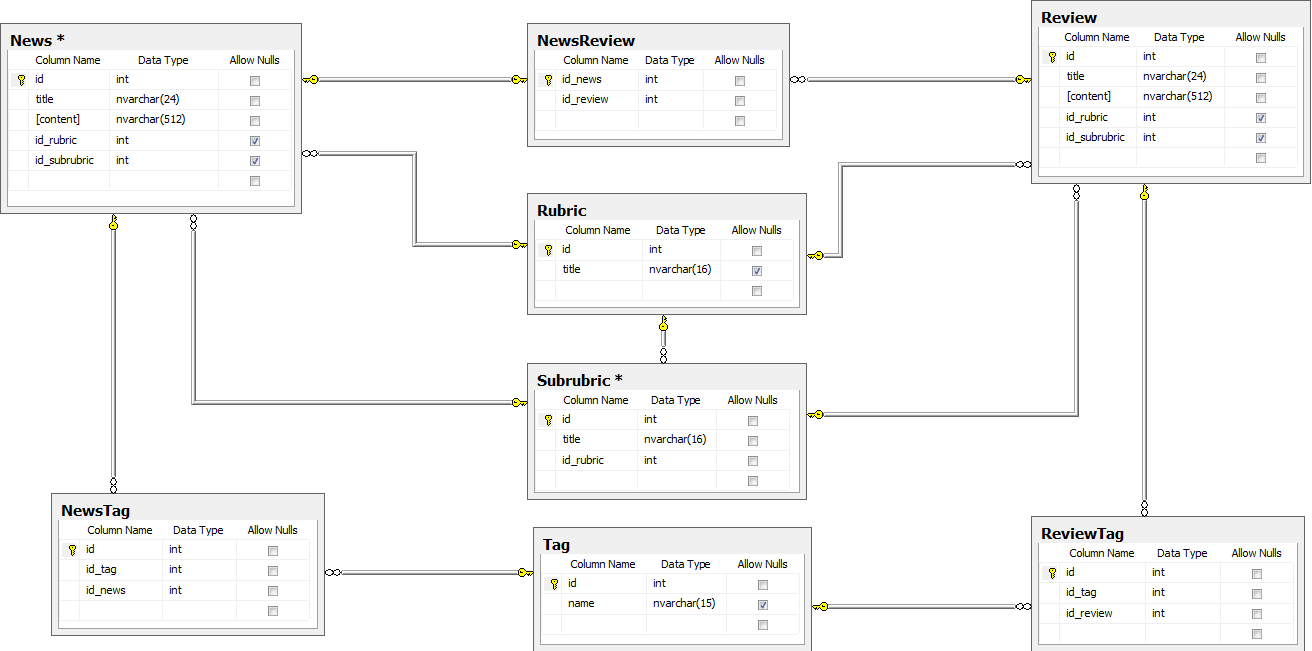 News *
Column Name Data Type Allow Nulls
id int
title nvarchar(24)
[content] nvarchar(512)
id_rubric int
id_subrubric int
NewsReview
Column Name Data Type Allow Nulls
id_news int
id_review int
Review
Column Name Data Type Allow Nulls
id int
title nvarchar(24)
[content] nvarchar(512)
id_rubric int
id_subrubric int
Rubric
Column Name Data Type Allow Nulls
id int
title nvarchar(16)
Subrubric *
Column Name Data Type Allow Nulls
id int
title nvarchar(16)
id_rubric int
NewsTag
Column Name Data Type Allow Nulls
id int
id_tag int
id_news int
Tag
Column Name Data Type Allow Nulls
id int
name nvarchar(15)
ReviewTag
Column Name Data Type Allow Nulls
id int
id_tag int
id_review int